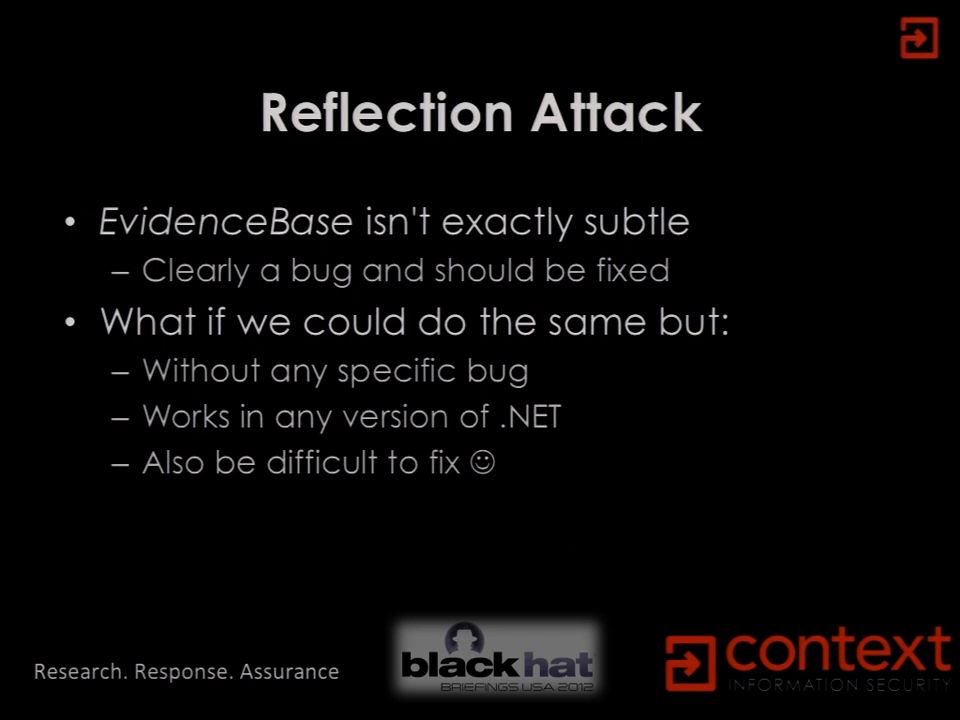 Reflection Attack
• EvidenceBase isn't exactly subtle
– Clearly a bug and should be fixed
• What if we could do the same but:
– Without any specific bug
– Works in any version of .NET
– Also be difficult to fix ☺
Research. Response. Assurance
blackhat
BRIEFINGS USA 2012
context
INFORMATION SECURITY